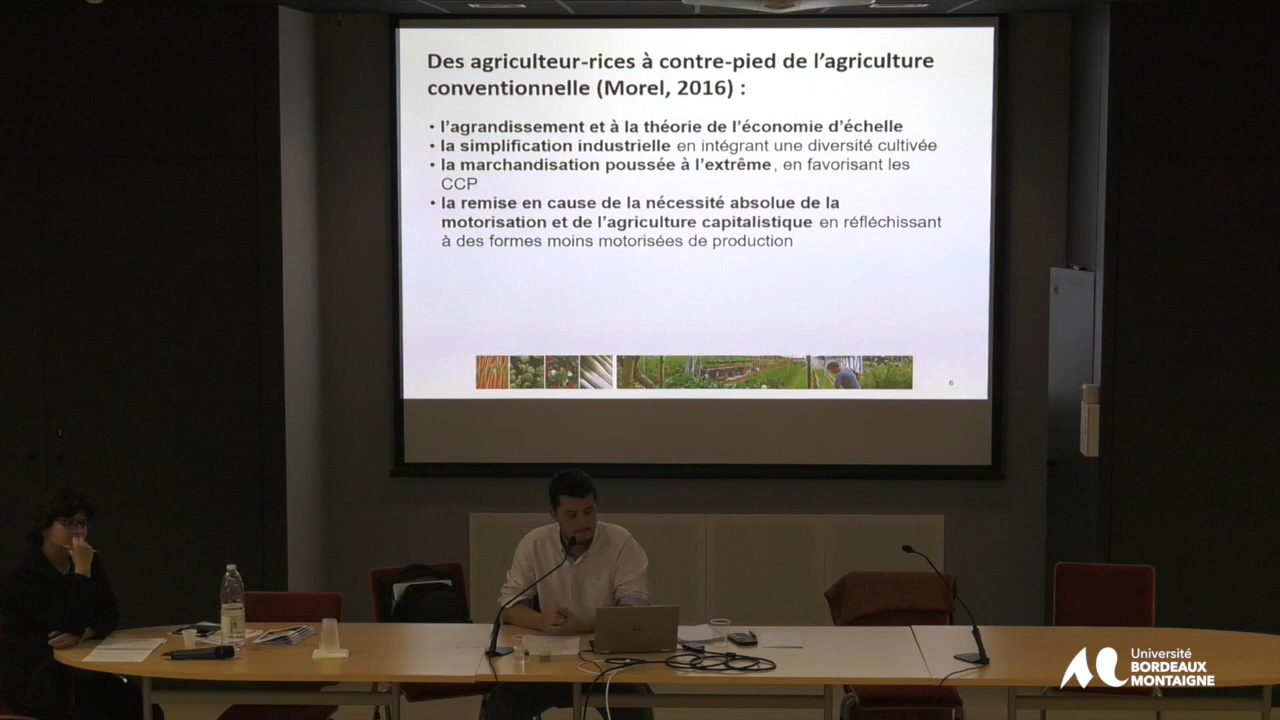 Des agriculteur-rices à contre-pied de l’agriculture
conventionnelle (Morel, 2016) :
• l’agrandissement et à la théorie de l’économie d’échelle
• la simplification industrielle en intégrant une diversité cultivée
• la marchandisation poussée à l’extrême, en favorisant les
CCP
• la remise en cause de la nécessité absolue de la
motorisation et de l’agriculture capitalistique en réfléchissant
à des formes moins motorisées de production
6
Université
BORDEAUX
MONTAIGNE